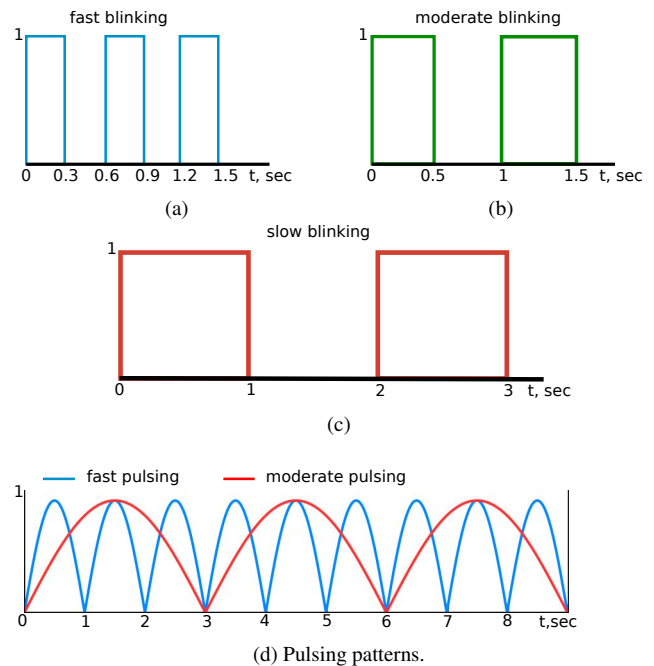 fast blinking
1
0 0.3 0.6 0.9 1.2 1.5 t, sec
(a)
moderate blinking
1
0 0.5 1 1.5 t, sec
(b)
slow blinking
1
0 1 2 3 t, sec
(c)
fast pulsing moderate pulsing
1
0 1 2 3 4 5 6 7 8 t,sec
(d) Pulsing patterns.